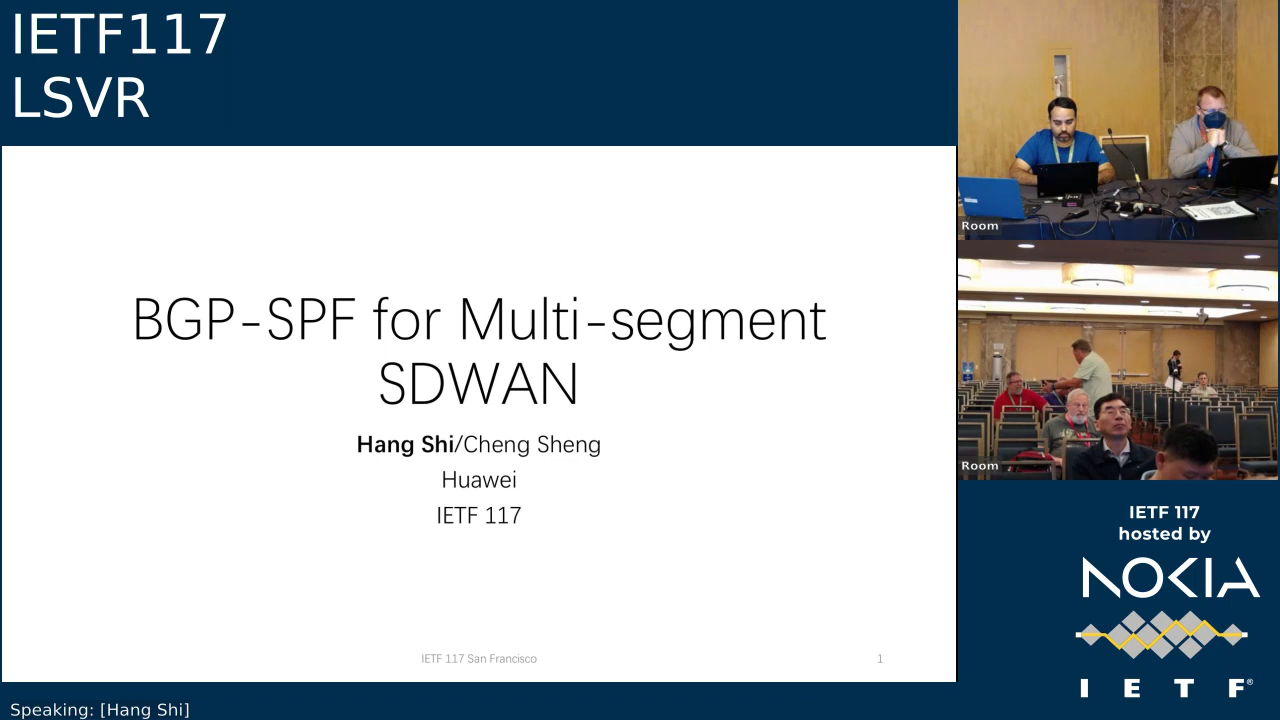 IETF117
LSVR
BGP-SPF for Multi-segment
SDWAN
Hang Shi/Cheng Sheng
Huawei
IETF 117
IETF 117 San Francisco
1
Room
Room
IETF 117
hosted by
NOKIA
I E T F®
Speaking: [Hang Shi]